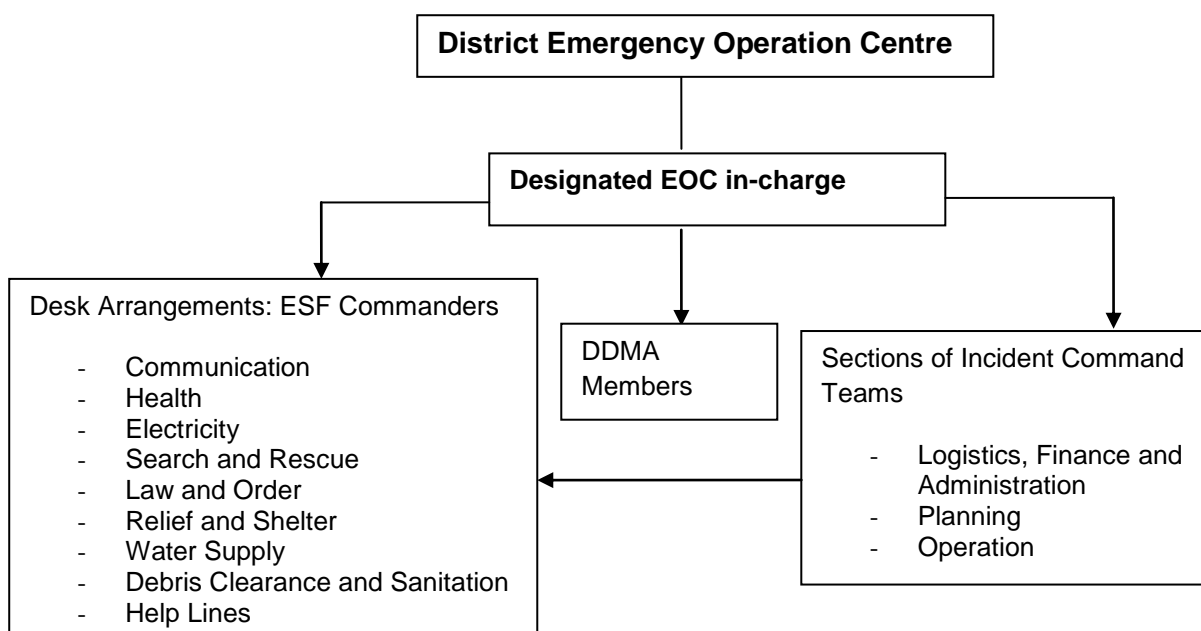 District Emergency Operation Centre
Designated EOC in-charge
Desk Arrangements: ESF Commanders
- Communication
- Health
- Electricity
- Search and Rescue
- Law and Order
- Relief and Shelter
- Water Supply
- Debris Clearance and Sanitation
- Help Lines
DDMA
Members
Sections of Incident Command
Teams
- Logistics, Finance and
Administration
- Planning
- Operation